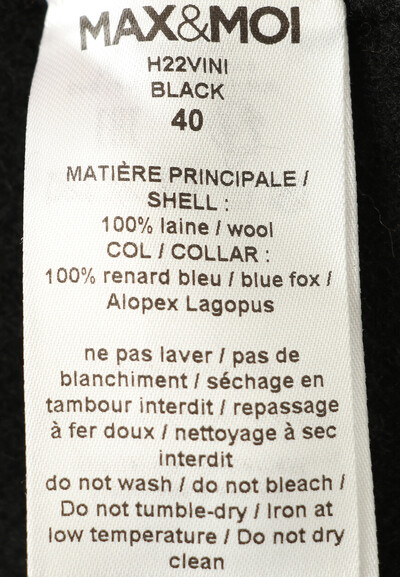 MAX&MOI
H22VINI
BLACK
40
MATIÈRE PRINCIPALE /
SHELL :
100% laine / wool
COL / COLLAR :
100% renard bleu / blue fox /
Alopex Lagopus
ne pas laver / pas de
blanchiment / séchage en
tambour interdit / repassage
à fer doux / nettoyage à sec
interdit
do not wash / do not bleach /
Do not tumble-dry / Iron at
low temperature / Do not dry
clean